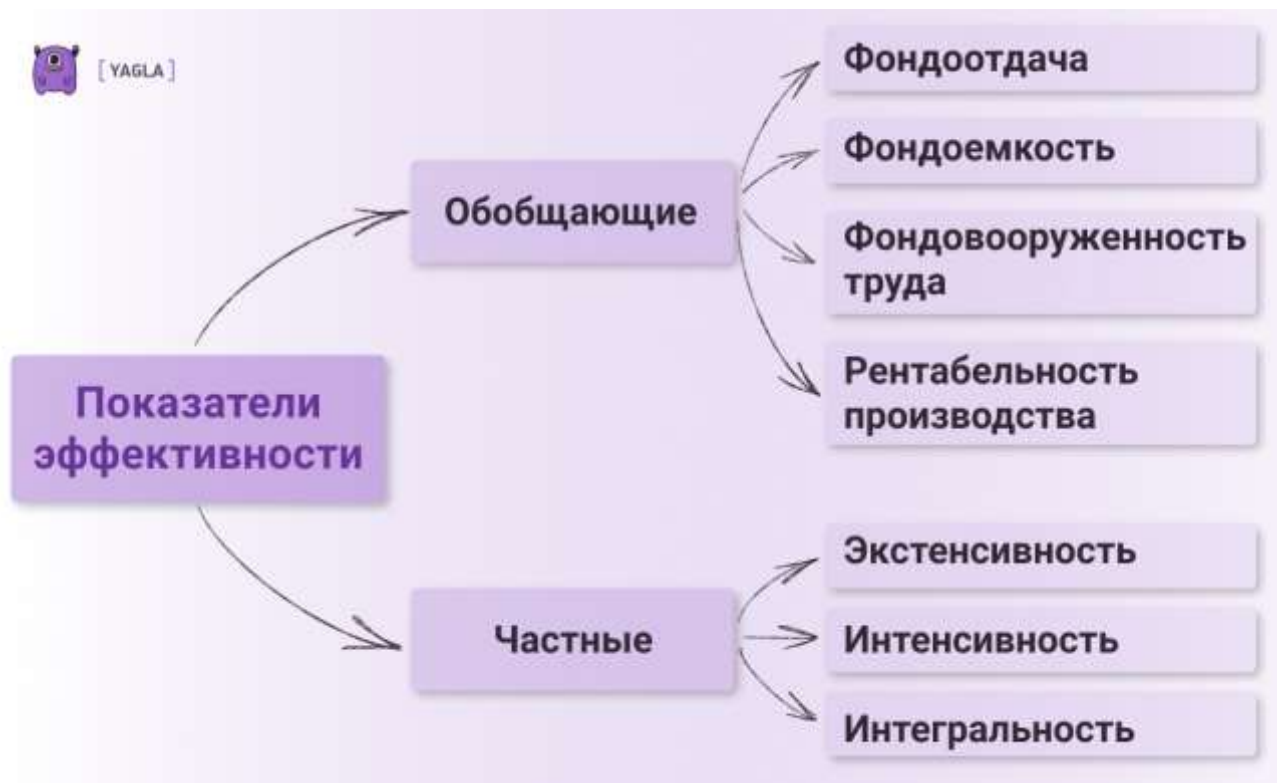 [ YAGLA ]
Показатели
эффективности
Обобщающие
Фондоотдача
Фондоемкость
Фондовооруженность
труда
Рентабельность
производства
Частные
Экстенсивность
Интенсивность
Интегральность